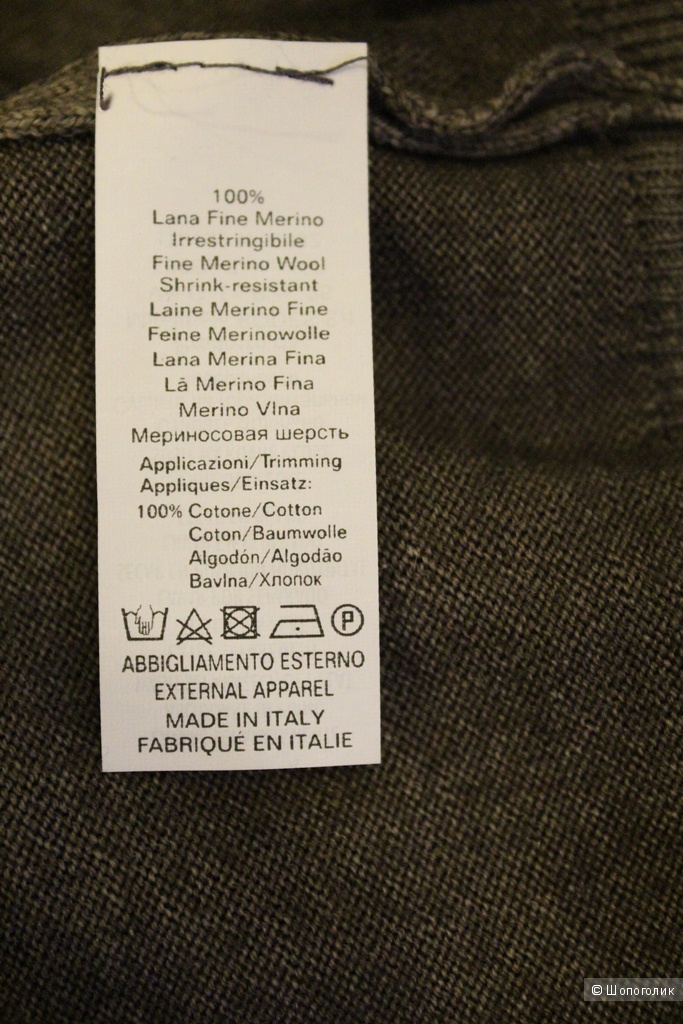 100%
Lana Fine Merino
Irrestringibile
Fine Merino Wool
Shrink-resistant
Laine Merino Fine
Feine Merinowolle
Lana Merina Fina
Lã Merino Fina
Merino Vlna
Мериносовая шерсть
Applicazioni/Trimming
Appliques/Einsatz:
100% Cotone/Cotton
Coton/Baumwolle
Algodón/Algodão
Bavlna/Хлопок
P
ABBIGLIAMENTO ESTERNO
EXTERNAL APPAREL
MADE IN ITALY
FABRIQUÉ EN ITALIE
© Шопоголик